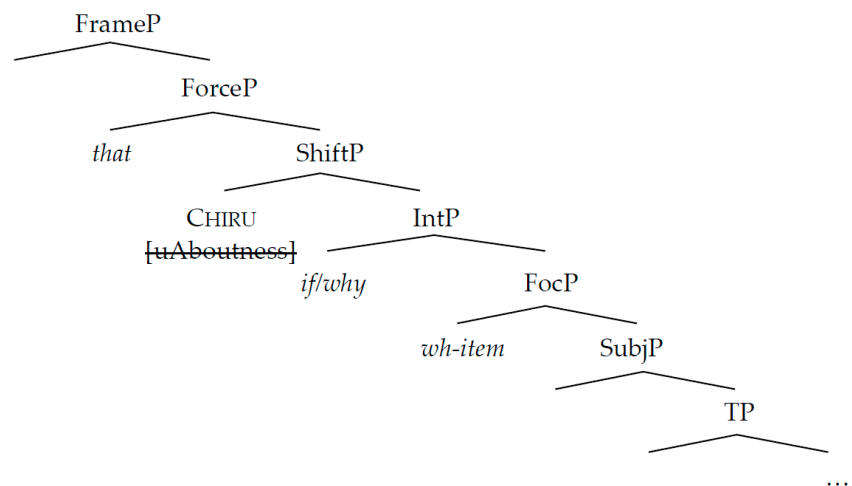 FrameP
ForceP
that
ShiftP
CHIRU
IntP
[uAboutness]
if/why
FocP
wh-item
SubjP
TP
…